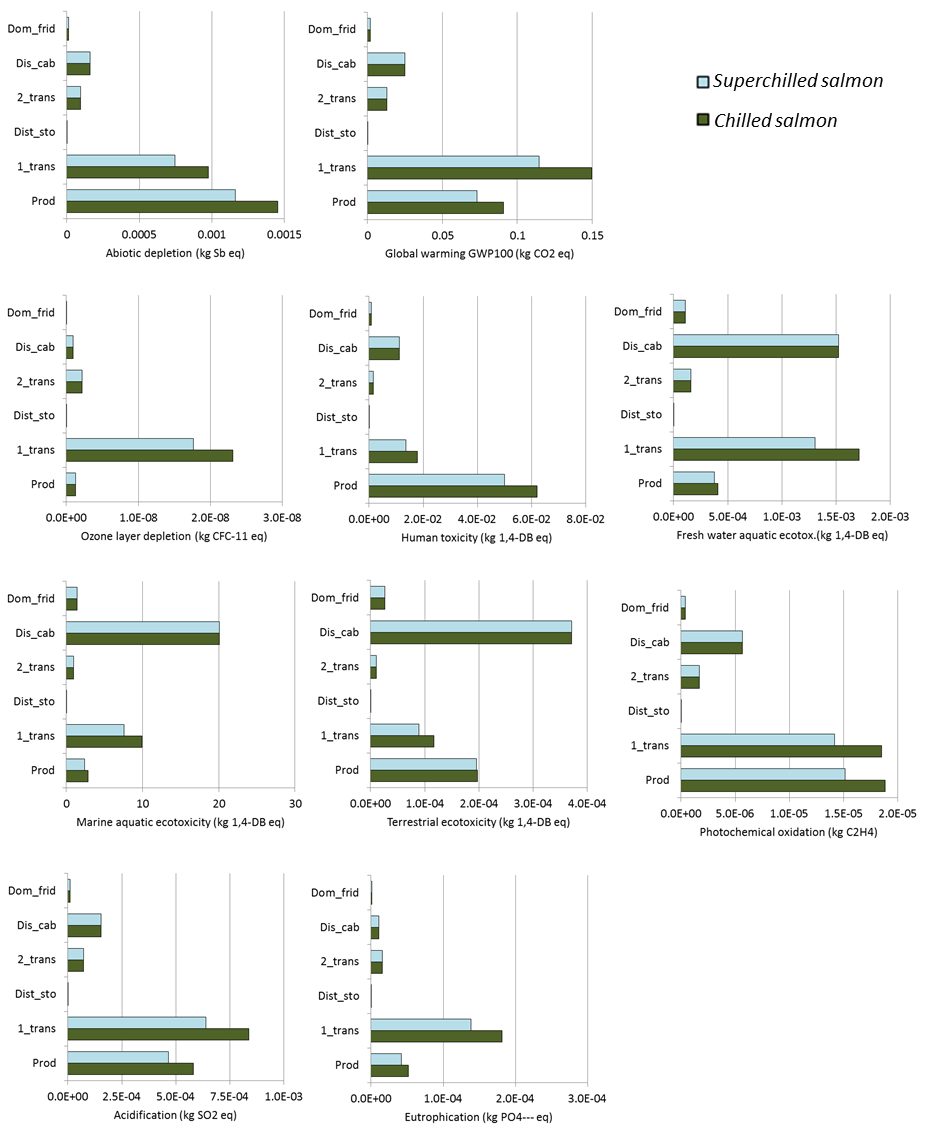 Dom_frid
Dis_cab
2_trans
Dist_sto
1_trans
Prod
0 0.0005 0.001 0.0015
Abiotic depletion (kg Sb eq)
Dom_frid
Dis_cab
2_trans
Dist_sto
1_trans
Prod
0 0.05 0.1 0.15
Global warming GWP100 (kg CO2 eq)
Superchilled salmon
Chilled salmon
Dom_frid
Dis_cab
2_trans
Dist_sto
1_trans
Prod
0.0E+00 1.0E-08 2.0E-08 3.0E-08
Ozone layer depletion (kg CFC-11 eq)
Dom_frid
Dis_cab
2_trans
Dist_sto
1_trans
Prod
0.0E+00 2.0E-02 4.0E-02 6.0E-02 8.0E-02
Human toxicity (kg 1,4-DB eq)
Dom_frid
Dis_cab
2_trans
Dist_sto
1_trans
Prod
0.0E+00 5.0E-04 1.0E-03 1.5E-03 2.0E-03
Fresh water aquatic ecotox.(kg 1,4-DB eq)
Dom_frid
Dis_cab
2_trans
Dist_sto
1_trans
Prod
0 10 20 30
Marine aquatic ecotoxicity (kg 1,4-DB eq)
Dom_frid
Dis_cab
2_trans
Dist_sto
1_trans
Prod
0.0E+00 1.0E-04 2.0E-04 3.0E-04 4.0E-04
Terrestrial ecotoxicity (kg 1,4-DB eq)
Dom_frid
Dis_cab
2_trans
Dist_sto
1_trans
Prod
0.0E+00 5.0E-06 1.0E-05 1.5E-05 2.0E-05
Photochemical oxidation (kg C2H4)
Dom_frid
Dis_cab
2_trans
Dist_sto
1_trans
Prod
0.0E+00 2.5E-04 5.0E-04 7.5E-04 1.0E-03
Acidification (kg SO2 eq)
Dom_frid
Dis_cab
2_trans
Dist_sto
1_trans
Prod
0.0E+00 1.0E-04 2.0E-04 3.0E-04
Eutrophication (kg PO4--- eq)